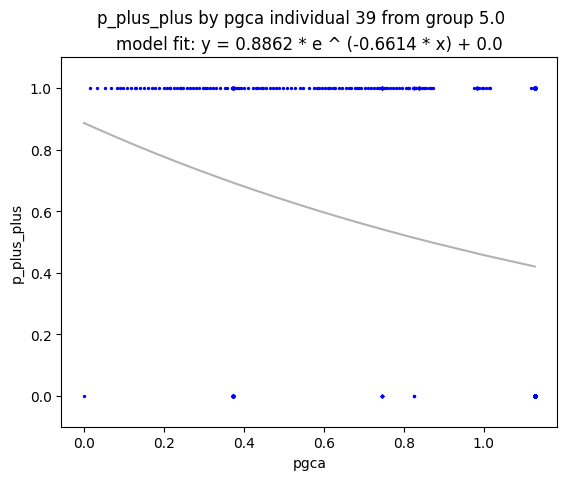 p_plus_plus by pgca individual 39 from group 5.0
model fit: y = 0.8862 * e ^ (-0.6614 * x) + 0.0
1.0
0.8
0.6
0.4
0.2
0.0
p_plus_plus
0.0 0.2 0.4 0.6 0.8 1.0
pgca